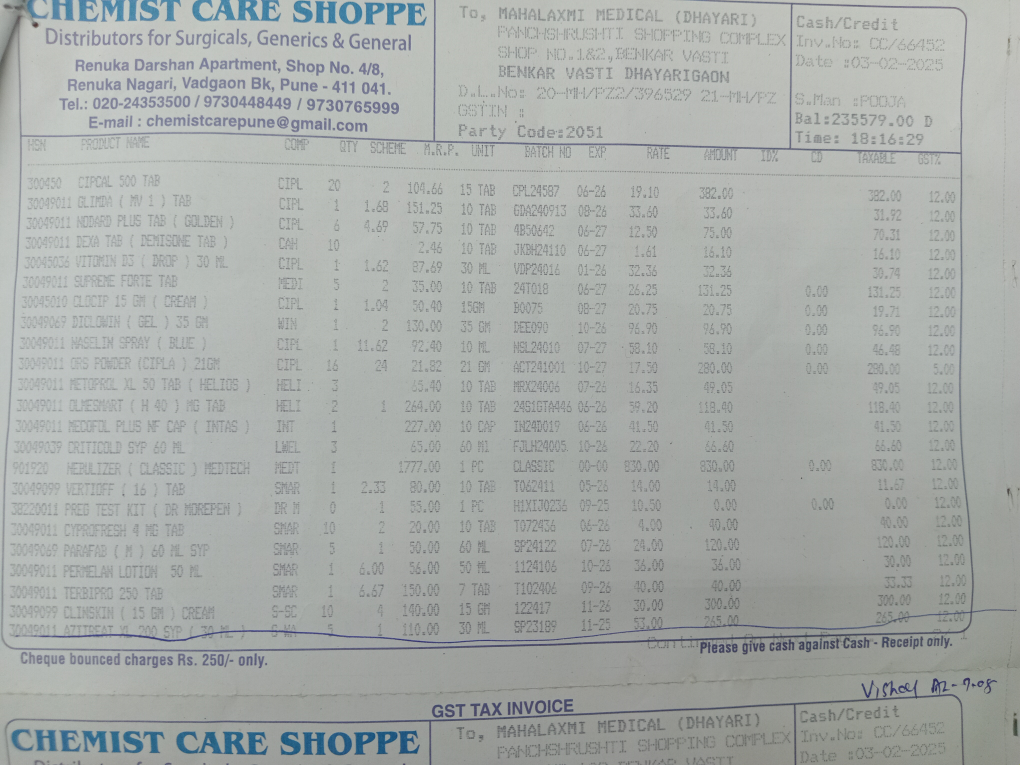 CHEMIST CARE SHOPPE
Distributors for Surgicals, Generics & General
Renuka Darshan Apartment, Shop No. 4/8,
Renuka Nagari, Vadgaon Bk, Pune - 411 041.
Tel.: 020-24353500 / 9730448449 / 9730765999
E-mail : chemistcarepune@gmail.com
To, MAHALAXMI MEDICAL (DHAYARI)
PANCHSHRUSHTI SHOPPING COMPLEX
SHOP NO.1&2,BENKAR VASTI
BENKAR VASTI DHAYARIGAON
D.L.No: 20-MH/PZ2/396529 21-MH/PZ
GSTIN :
Party Code:2051
Cash/Credit
Inv.No: CC/66452
Date :03-02-2025
S.Man :POOJA
Bal:235579.00 D
Time: 18:16:29
HSN PRODUCT NAME COMP QTY SCHEME M.R.P. UNIT BATCH NO EXP RATE AMOUNT ID% CD TAXABLE GST%
300450 CIPCAL 500 TAB CIPL 20 2 104.66 15 TAB CPL24587 06-26 19.10 382.00 382.00 12.00
30049011 GLIMDA ( MV 1 ) TAB CIPL 1 1.68 151.25 10 TAB GDA240913 08-26 33.60 33.60 31.92 12.00
30049011 NODARD PLUS TAB ( GOLDEN ) CIPL 6 4.69 57.75 10 TAB 4B50642 06-27 12.50 75.00 70.31 12.00
30049011 DEXA TAB ( DEMISONE TAB ) CAH 10 2.46 10 TAB JKBH24110 06-27 1.61 16.10 16.10 12.00
30045036 VITOMIN D3 ( DROP ) 30 ML CIPL 1 1.62 87.69 30 ML VDP24016 01-26 32.36 32.36 30.74 12.00
30049011 SUPREME FORTE TAB MEDI 5 2 35.00 10 TAB 24T018 06-27 26.25 131.25 0.00 131.25 12.00
30045010 CLOCIP 15 GM ( CREAM ) CIPL 1 1.04 50.40 15GM B0075 08-27 20.75 20.75 0.00 19.71 12.00
30049069 DICLOWIN ( GEL ) 35 GM WIN 1 2 130.00 35 GM DEE090 10-26 96.90 96.90 0.00 96.90 12.00
30049011 WASELIN SPRAY ( BLUE ) CIPL 1 11.62 92.40 10 ML HSL24010 07-27 58.10 58.10 0.00 46.48 12.00
30049011 ORS POWDER (CIPLA ) 21GM CIPL 16 24 21.82 21 GM ACT241001 10-27 17.50 280.00 0.00 280.00 5.00
30049011 METOPROL XL 50 TAB ( HELIOS ) HELI 3 65.40 10 TAB MRX24006 07-26 16.35 49.05 49.05 12.00
30049011 OLMESMART ( H 40 ) MG TAB HELI 2 1 264.00 10 TAB 24S1GTA446 06-26 59.20 118.40 118.40 12.00
30049011 MECOFOL PLUS NF CAP ( INTAS ) INT 1 227.00 10 CAP IN24D019 06-26 41.50 41.50 41.50 12.00
30049039 CRITICOLD SYP 60 ML LWEL 3 65.00 60 Ml FJLH24005 10-26 22.20 66.60 66.60 12.00
901920 NEBULIZER ( CLASSIC ) MEDTECH MEDT 1 1777.00 1 PC CLASSIC 00-00 830.00 830.00 0.00 830.00 12.00
30049099 VERTIOFF ( 16 ) TAB SMAR 1 2.33 80.00 10 TAB T062411 05-26 14.00 14.00 11.67 12.00
38220011 PREG TEST KIT ( DR MOREPEN ) DR M 0 1 55.00 1 PC H1XIJ0236 09-25 10.50 0.00 0.00 0.00 12.00
30049011 CYPROFRESH 4 MG TAB SMAR 10 2 20.00 10 TAB T072436 06-26 4.00 40.00 40.00 12.00
30049069 PARAFAB ( M ) 60 ML SYP SMAR 5 1 50.00 60 ML SP24122 07-26 24.00 120.00 120.00 12.00
30049011 PERMELAN LOTION 50 ML SMAR 1 6.00 56.00 50 ML 1124106 10-26 36.00 36.00 30.00 12.00
30049011 TERBIPRO 250 TAB SMAR 1 6.67 150.00 7 TAB T102406 09-26 40.00 40.00 33.33 12.00
30049099 CLINSKIN ( 15 GM ) CREAM S-SC 10 4 140.00 15 GM 122417 11-26 30.00 300.00 300.00 12.00
30049011 AZITREAT XL 200 SYP ( 30 ML ) 5 1 110.00 30 ML SP23189 11-25 53.00 265.00 265.00 12.00
Cheque bounced charges Rs. 250/- only.
Please give cash against Cash - Receipt only.
GST TAX INVOICE
CHEMIST CARE SHOPPE
To, MAHALAXMI MEDICAL (DHAYARI)
PANCHSHRUSHTI SHOPPING COMPLEX
Cash/Credit
Inv.No: CC/66452
Date :03-02-2025